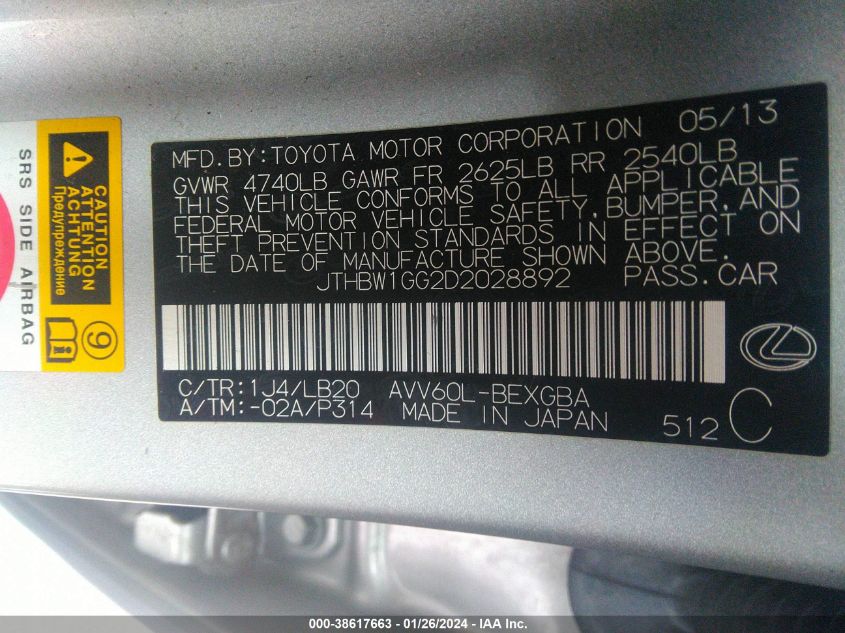 MFD. BY: TOYOTA MOTOR CORPORATION 05/13
GVWR 4740LB GAWR FR 2625LB RR 2540LB
THIS VEHICLE CONFORMS TO ALL APPLICABLE
FEDERAL MOTOR VEHICLE SAFETY, BUMPER, AND
THEFT PREVENTION STANDARDS IN EFFECT ON
THE DATE OF MANUFACTURE SHOWN ABOVE.
JTHBW1GG2D2028892 PASS. CAR
C/TR: 1J4/LB20 AVV60L-BEXGBA
A/TM: -02A/P314 MADE IN JAPAN 512 C
CAUTION
ATTENTION
ACHTUNG
Предупреждение
9
SRS SIDE AIRBAG
000-38617663 - 01/26/2024 - IAA Inc.